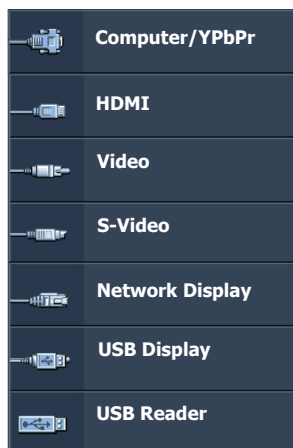 Computer/YPbPr
HDMI
Video
S-Video
Network Display
USB Display
USB Reader